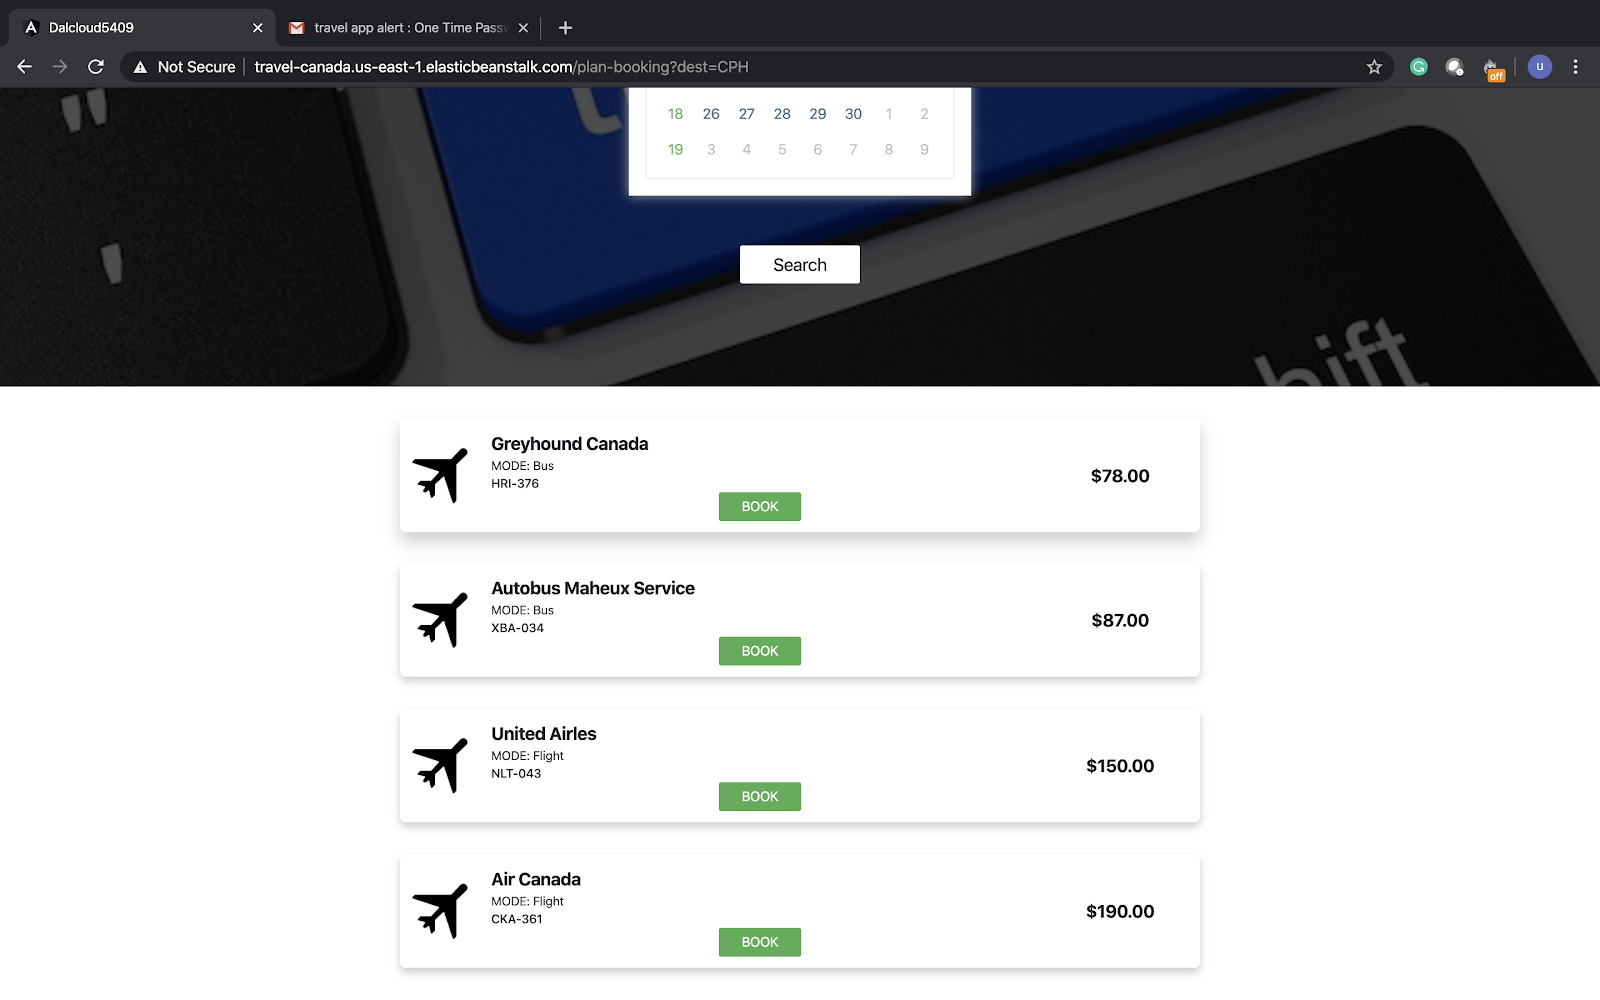 Dalcloud5409
travel app alert : One Time Passw
Not Secure travel-canada.us-east-1.elasticbeanstalk.com/plan-booking?dest=CPH
off
u
18 26 27 28 29 30 1 2
19 3 4 5 6 7 8 9
Search
hift
Greyhound Canada
MODE: Bus
HRI-376
$78.00
BOOK
Autobus Maheux Service
MODE: Bus
XBA-034
$87.00
BOOK
United Airles
MODE: Flight
NLT-043
$150.00
BOOK
Air Canada
MODE: Flight
CKA-361
$190.00
BOOK